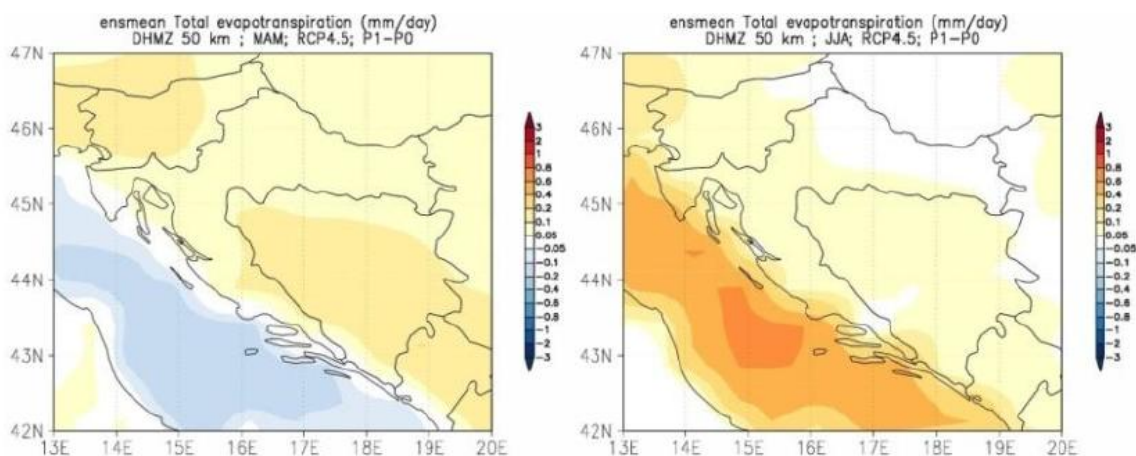 ensmean Total evapotranspiration (mm/day)
DHMZ 50 km ; MAM; RCP4.5; P1-P0
47N
46N
45N
44N
43N
42N
13E 14E 15E 16E 17E 18E 19E 20E
3
2
1
0.8
0.6
0.4
0.2
0.1
0.05
-0.05
-0.1
-0.2
-0.4
-0.6
-0.8
-1
-2
-3
ensmean Total evapotranspiration (mm/day)
DHMZ 50 km ; JJA; RCP4.5; P1-P0
47N
46N
45N
44N
43N
42N
13E 14E 15E 16E 17E 18E 19E 20E
3
2
1
0.8
0.6
0.4
0.2
0.1
0.05
-0.05
-0.1
-0.2
-0.4
-0.6
-0.8
-1
-2
-3